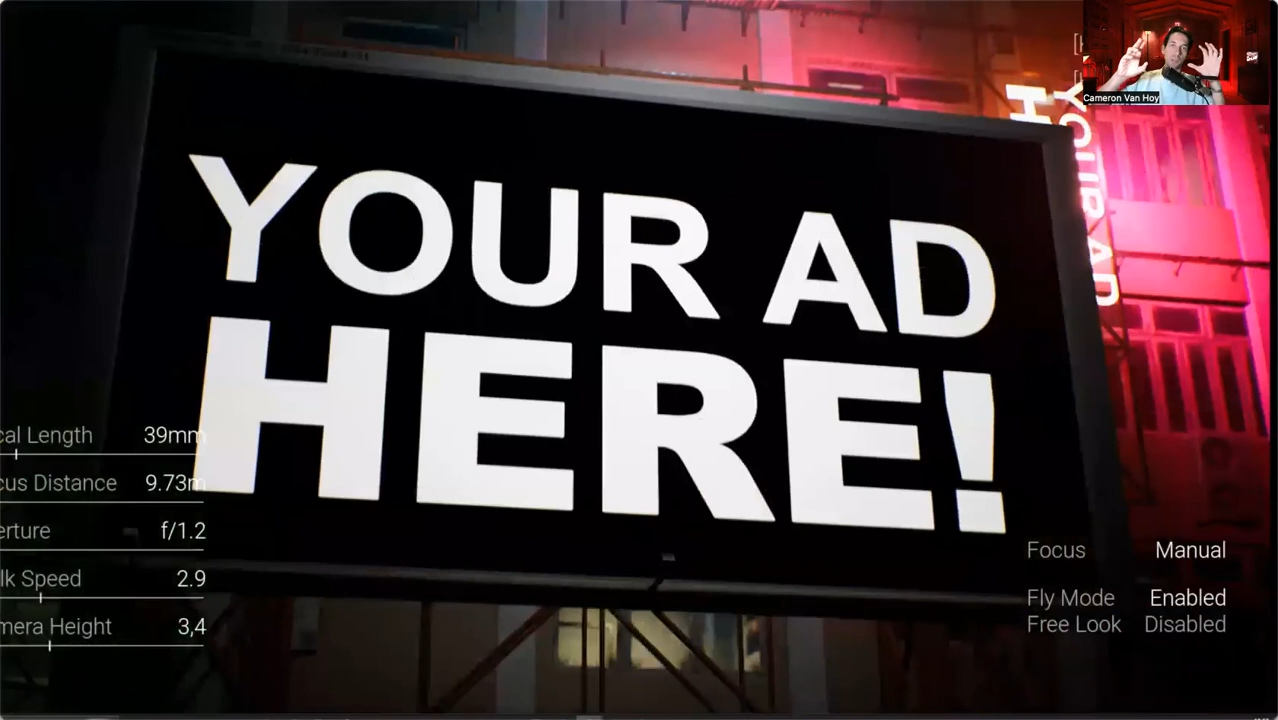 YOUR AD
HERE!
YOUR AD
H
Cameron Van Hoy
cal Length 39mm
cus Distance 9.73m
erture f/1.2
lk Speed 2.9
mera Height 3,4
Focus Manual
Fly Mode Enabled
Free Look Disabled